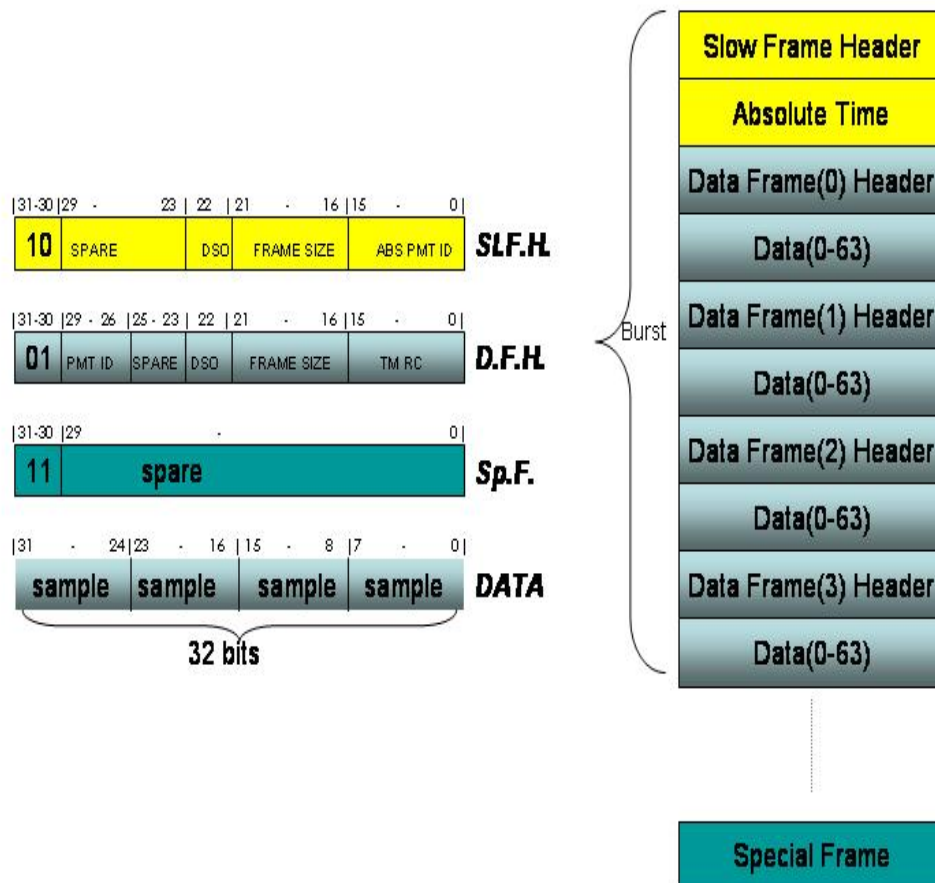 |31-30|29 - 23| 22 |21 - 16|15 - 0|
10 SPARE DSO FRAME SIZE ABS PMT ID SLF.H.
|31-30|29 - 26|25 - 23| 22 |21 - 16|15 - 0|
01 PMT ID SPARE DSO FRAME SIZE TM RC D.F.H.
|31-30|29 - 0|
11 spare Sp.F.
|31 - 24|23 - 16|15 - 8|7 - 0|
sample sample sample sample DATA
32 bits
Burst
Slow Frame Header
Absolute Time
Data Frame(0) Header
Data(0-63)
Data Frame(1) Header
Data(0-63)
Data Frame(2) Header
Data(0-63)
Data Frame(3) Header
Data(0-63)
Special Frame